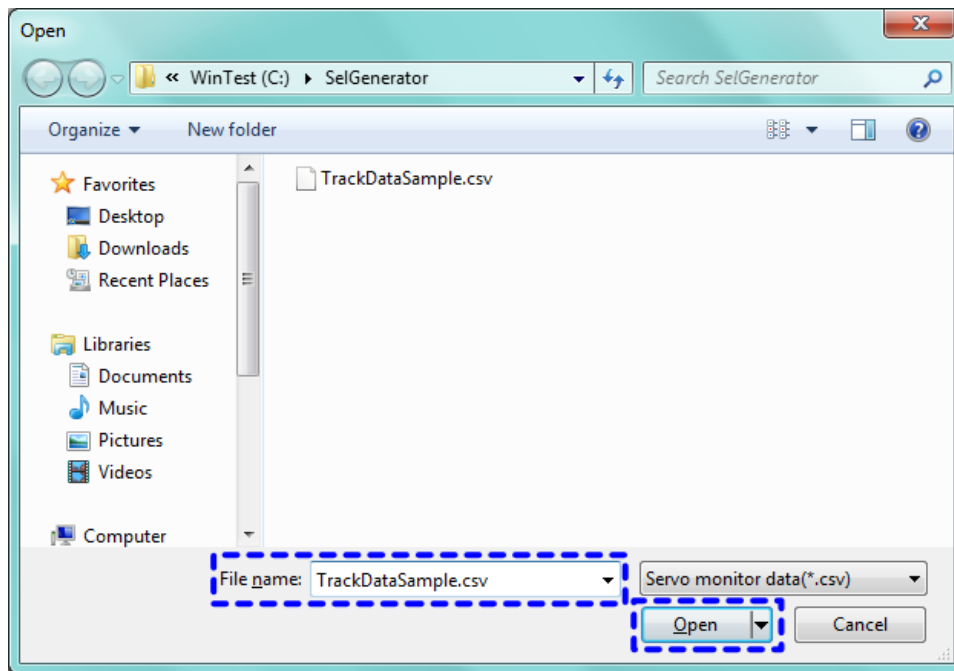 Open
« WinTest (C:) ▸ SelGenerator
Search SelGenerator
Organize
New folder
Favorites
Desktop
Downloads
Recent Places
Libraries
Documents
Music
Pictures
Videos
Computer
TrackDataSample.csv
File name: TrackDataSample.csv
Servo monitor data(*.csv)
Open
Cancel